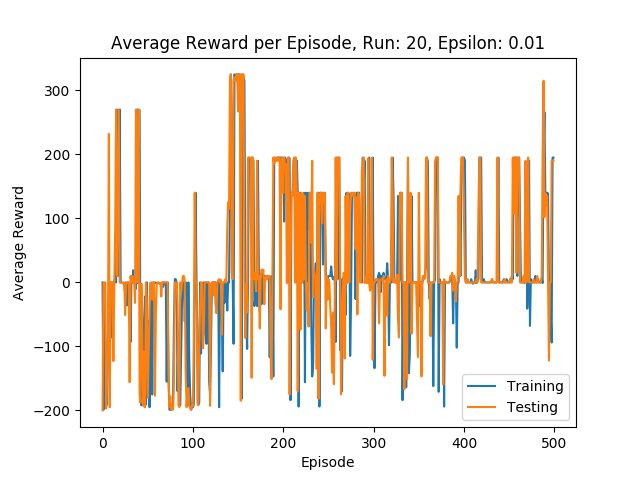 Average Reward per Episode, Run: 20, Epsilon: 0.01
Average Reward
300
200
100
0
−100
−200
0
100
200
300
400
500
Episode
Training
Testing